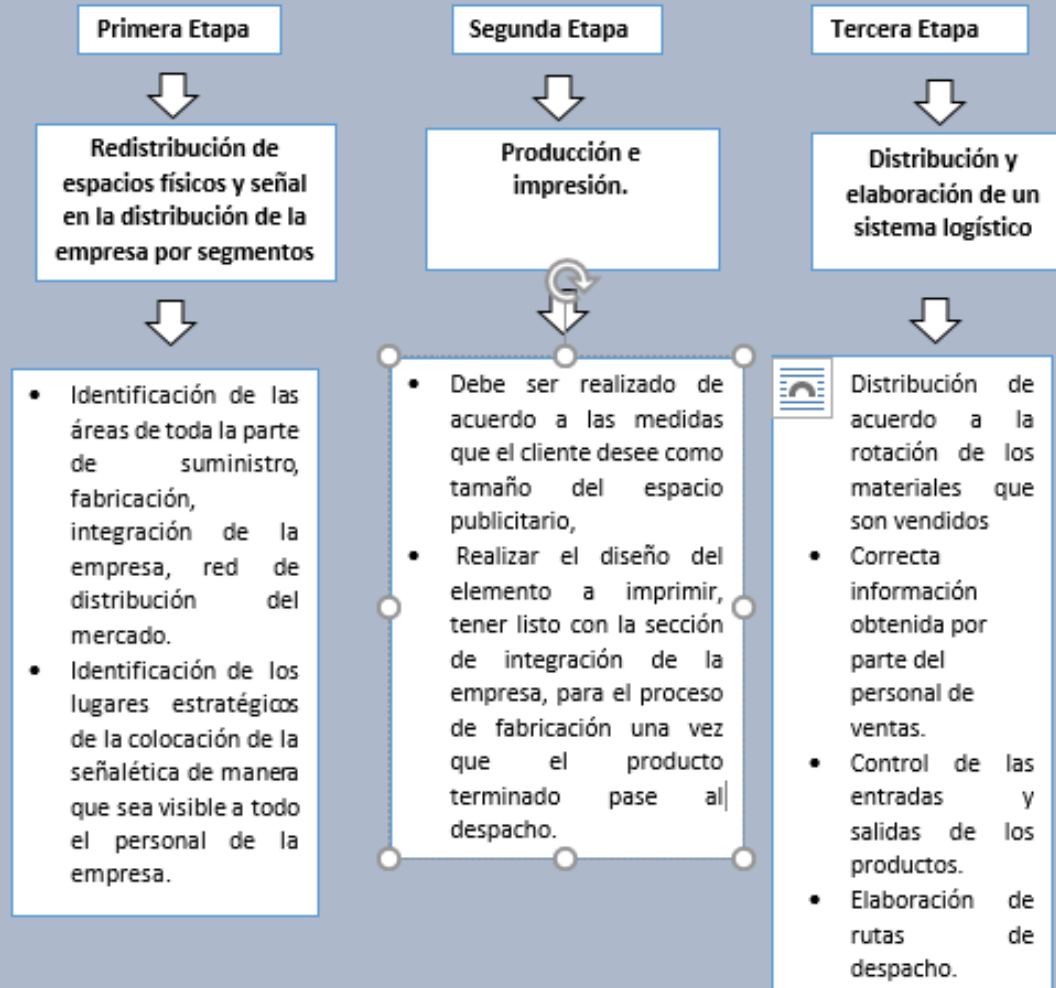 Primera Etapa
Redistribución de
espacios físicos y señal
en la distribución de la
empresa por segmentos
• Identificación de las
áreas de toda la parte
de suministro,
fabricación,
integración de la
empresa, red de
distribución del
mercado.
• Identificación de los
lugares estratégicos
de la colocación de la
señalética de manera
que sea visible a todo
el personal de la
empresa.
Segunda Etapa
Producción e
impresión.
• Debe ser realizado de
acuerdo a las medidas
que el cliente desee como
tamaño del espacio
publicitario,
• Realizar el diseño del
elemento a imprimir,
tener listo con la sección
de integración de la
empresa, para el proceso
de fabricación una vez
que el producto
terminado pase al
despacho.
Tercera Etapa
Distribución y
elaboración de un
sistema logístico
Distribución de
acuerdo a la
rotación de los
materiales que
son vendidos
• Correcta
información
obtenida por
parte del
personal de
ventas.
• Control de las
entradas y
salidas de los
productos.
• Elaboración de
rutas de
despacho.